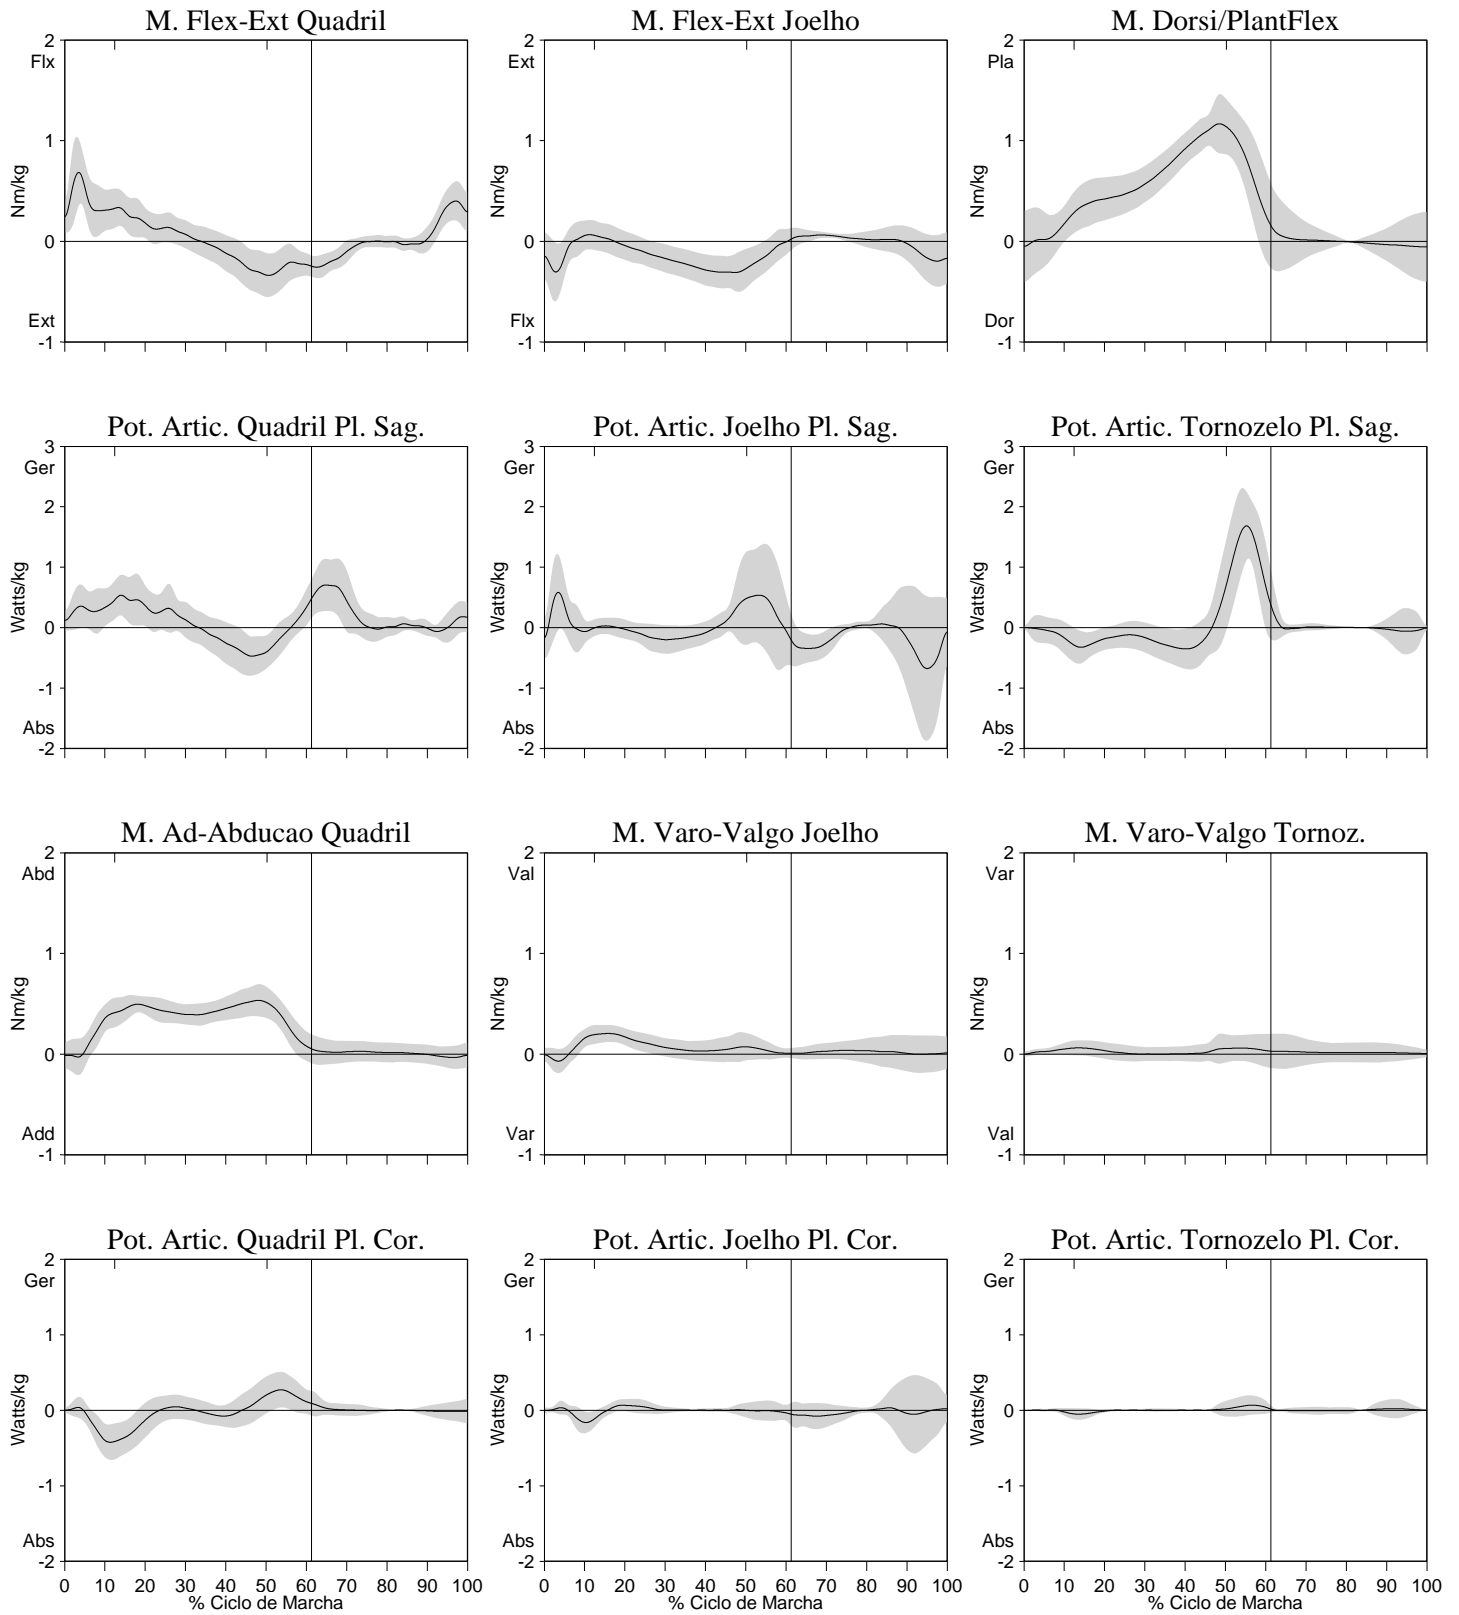 M. Flex-Ext Quadril
2
Flx
1
Nm/kg
0
Ext
-1
M. Flex-Ext Joelho
2
Ext
1
Nm/kg
0
Flx
-1
M. Dorsi/PlantFlex
2
Pla
1
Nm/kg
0
Dor
-1
Pot. Artic. Quadril Pl. Sag.
3
Ger
2
1
Watts/kg
0
-1
Abs
-2
Pot. Artic. Joelho Pl. Sag.
3
Ger
2
1
Watts/kg
0
-1
Abs
-2
Pot. Artic. Tornozelo Pl. Sag.
3
Ger
2
1
Watts/kg
0
-1
Abs
-2
M. Ad-Abducao Quadril
2
Abd
1
Nm/kg
0
Add
-1
M. Varo-Valgo Joelho
2
Val
1
Nm/kg
0
Var
-1
M. Varo-Valgo Tornoz.
2
Var
1
Nm/kg
0
Val
-1
Pot. Artic. Quadril Pl. Cor.
2
Ger
1
Watts/kg
0
-1
Abs
-2
0 10 20 30 40 50 60 70 80 90 100
% Ciclo de Marcha
Pot. Artic. Joelho Pl. Cor.
2
Ger
1
Watts/kg
0
-1
Abs
-2
0 10 20 30 40 50 60 70 80 90 100
% Ciclo de Marcha
Pot. Artic. Tornozelo Pl. Cor.
2
Ger
1
Watts/kg
0
-1
Abs
-2
0 10 20 30 40 50 60 70 80 90 100
% Ciclo de Marcha